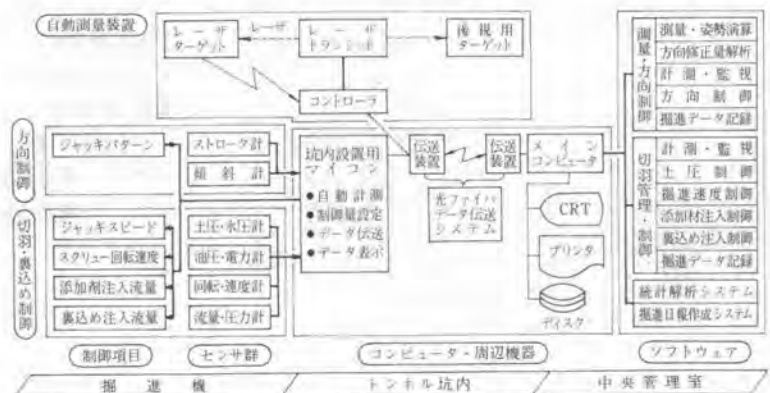 自動測量装置
レーザ
ターゲット
レーザ
レーザ
トランシット
後視用
ターゲット
コントローラ
方向制御
ジャッキパターン
ストローク計
傾斜計
切羽・裏込め制御
ジャッキスピード
スクリュー回転速度
添加剤注入流量
裏込め注入流量
土圧・水圧計
油圧・電力計
回転・速度計
流量・圧力計
坑内設置用
マイコン
●自動計測
●制御量設定
●データ伝送
●データ表示
伝送
装置
伝送
装置
光ファイバ
データ伝送
システム
メイン
コンピュータ
CRT
プリンタ
ディスク
測量・方向制御
測量・姿勢演算
方向修正量解析
計測・監視
方向制御
掘進データ記録
切羽管理・制御
計測・監視
土圧制御
掘進速度制御
添加材注入制御
裏込め注入制御
掘進データ記録
統計解析システム
掘進日報作成システム
制御項目
センサ群
コンピュータ・周辺機器
ソフトウェア
掘進機
トンネル坑内
中央管理室